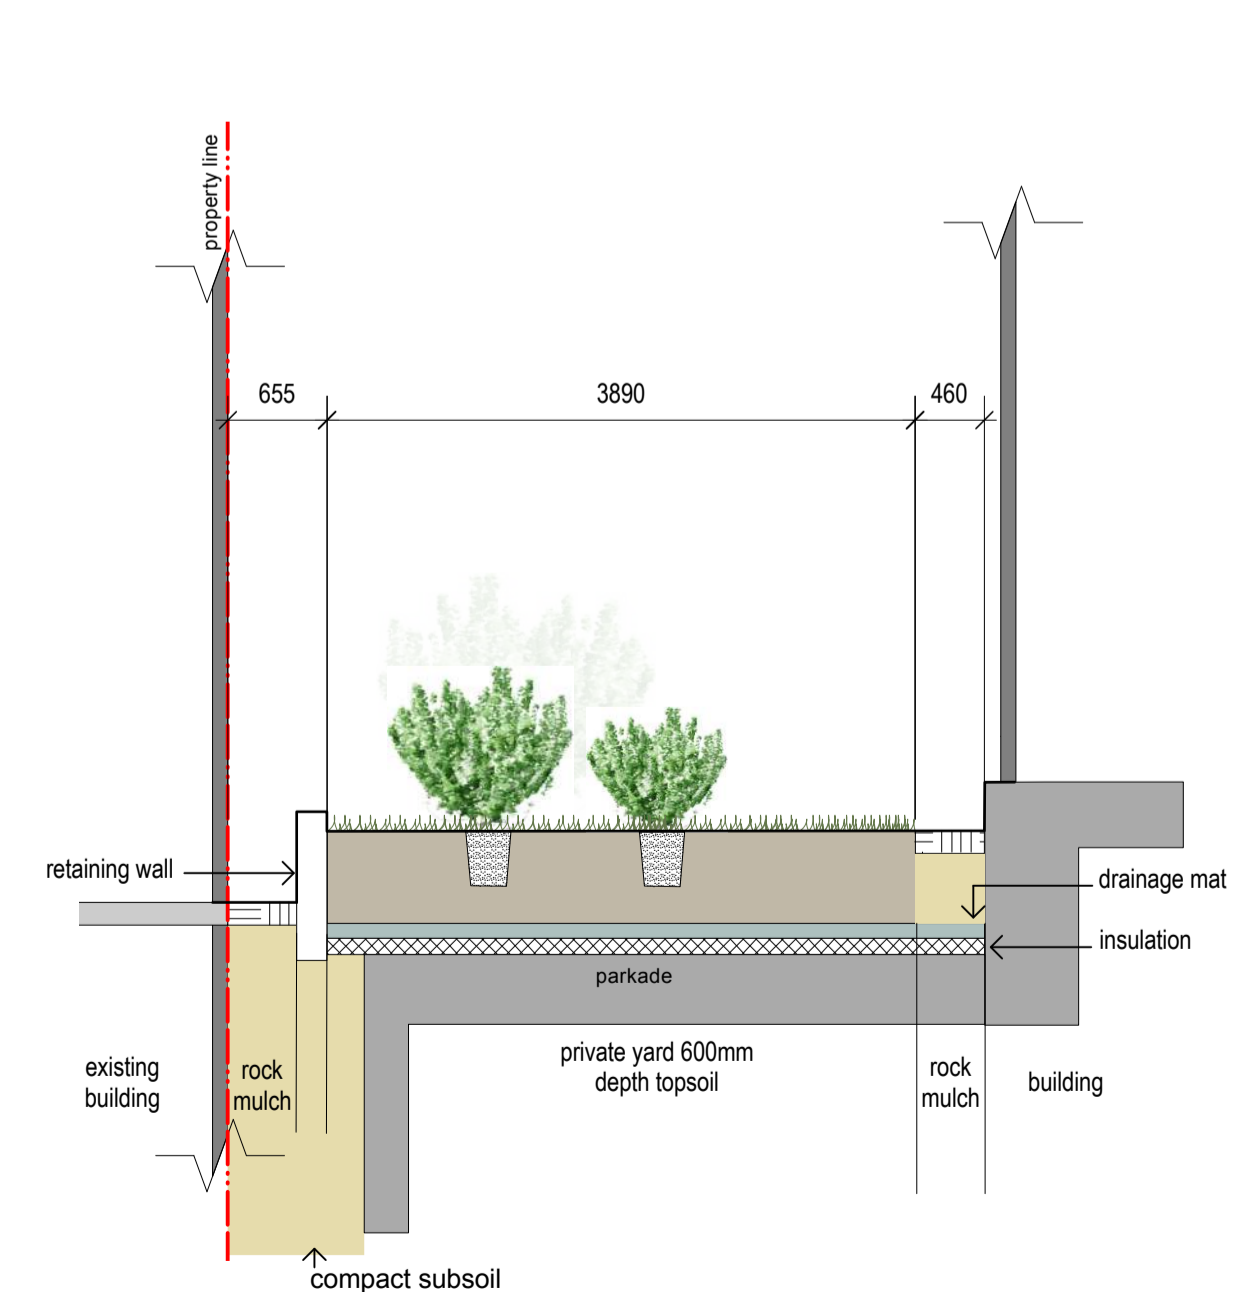 property line
655
3890
460
retaining wall
drainage mat
insulation
parkade
existing
building
rock
mulch
private yard 600mm
depth topsoil
rock
mulch
building
compact subsoil